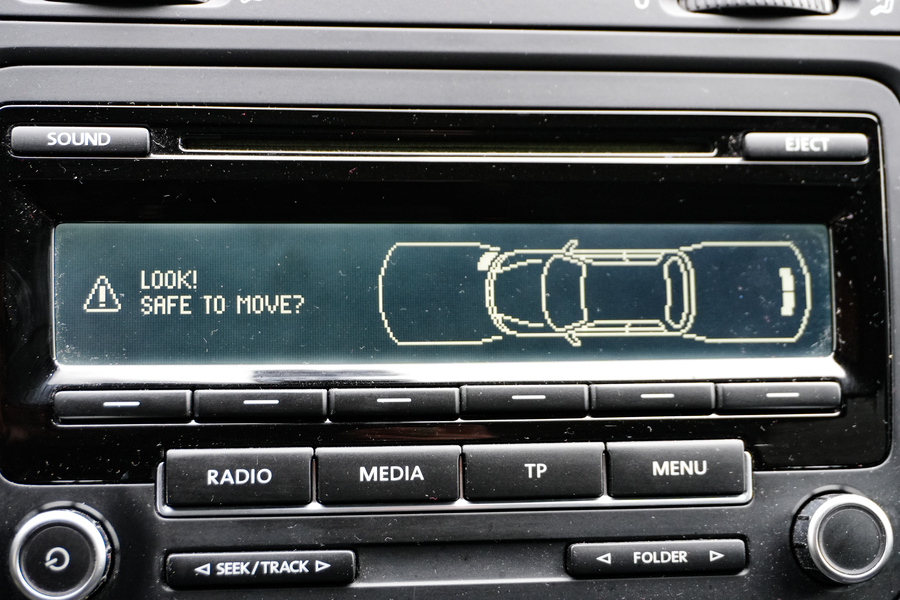 SOUND
EJECT
LOOK!
SAFE TO MOVE?
RADIO
MEDIA
TP
MENU
SEEK/TRACK
FOLDER